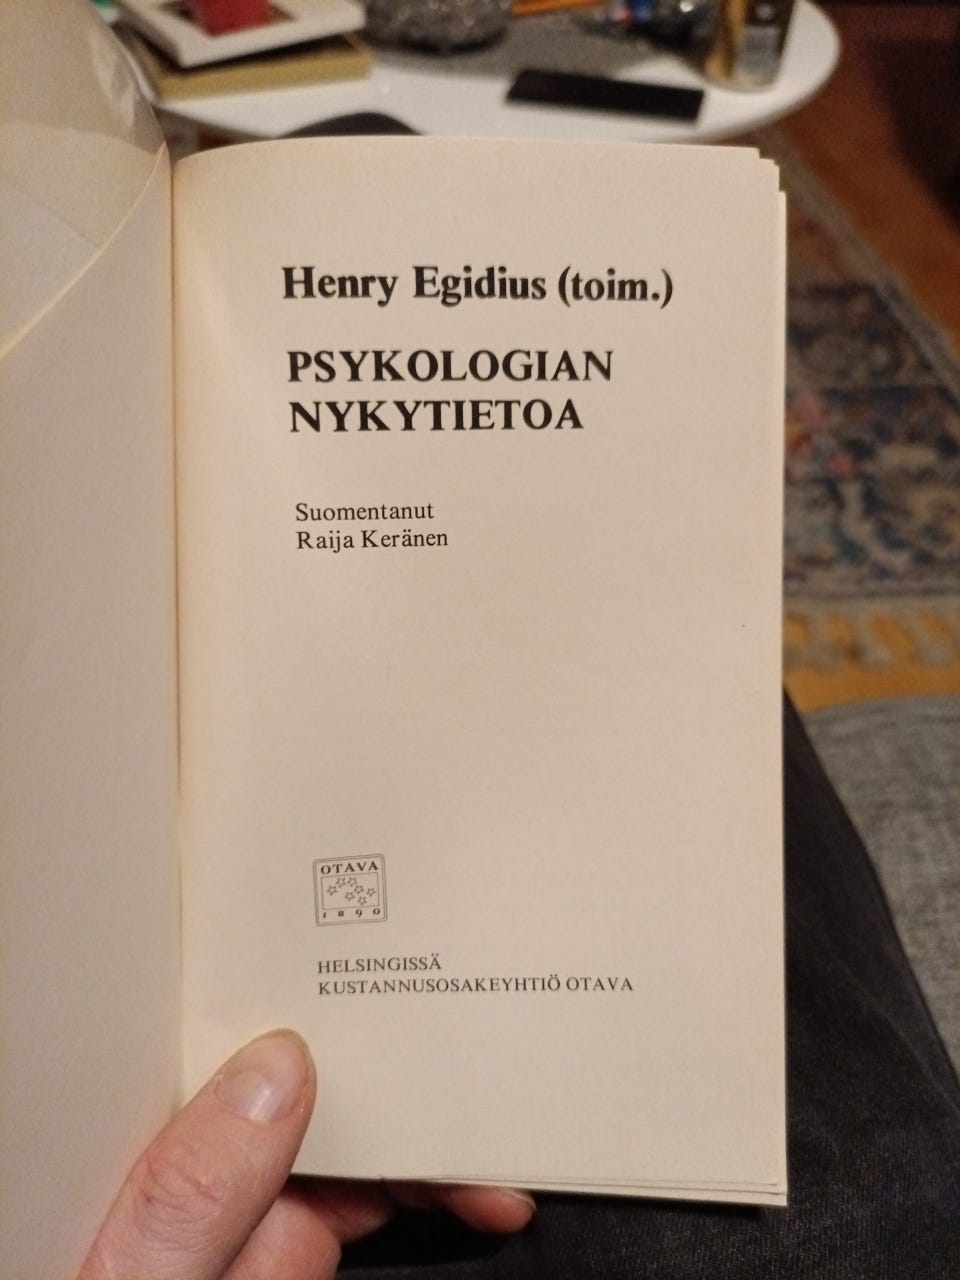 Henry Egidius (toim.)
PSYKOLOGIAN
NYKYTIETOA
Suomentanut
Raija Keränen
OTAVA
1890
HELSINGISSÄ
KUSTANNUSOSAKEYHTIÖ OTAVA